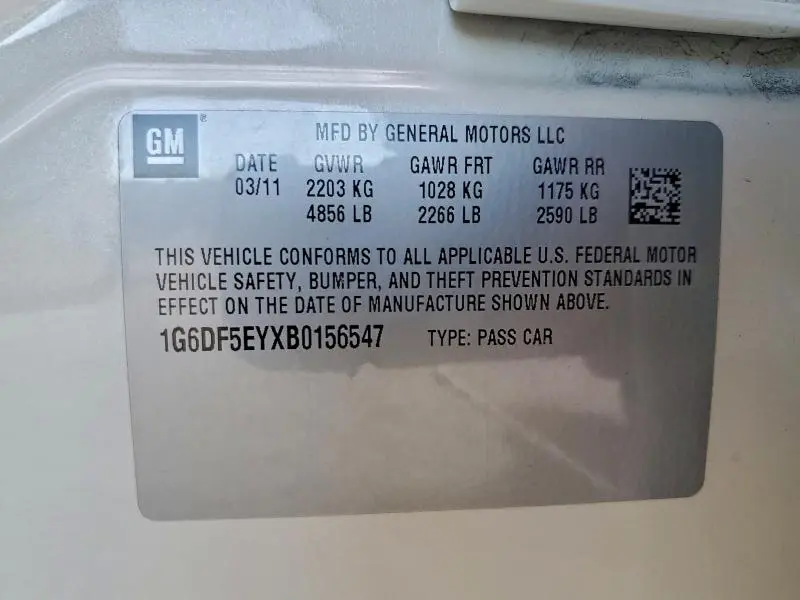 GM®
MFD BY GENERAL MOTORS LLC
DATE GVWR GAWR FRT GAWR RR
03/11 2203 KG 1028 KG 1175 KG
4856 LB 2266 LB 2590 LB
THIS VEHICLE CONFORMS TO ALL APPLICABLE U.S. FEDERAL MOTOR
VEHICLE SAFETY, BUMPER, AND THEFT PREVENTION STANDARDS IN
EFFECT ON THE DATE OF MANUFACTURE SHOWN ABOVE.
1G6DF5EYXB0156547 TYPE: PASS CAR